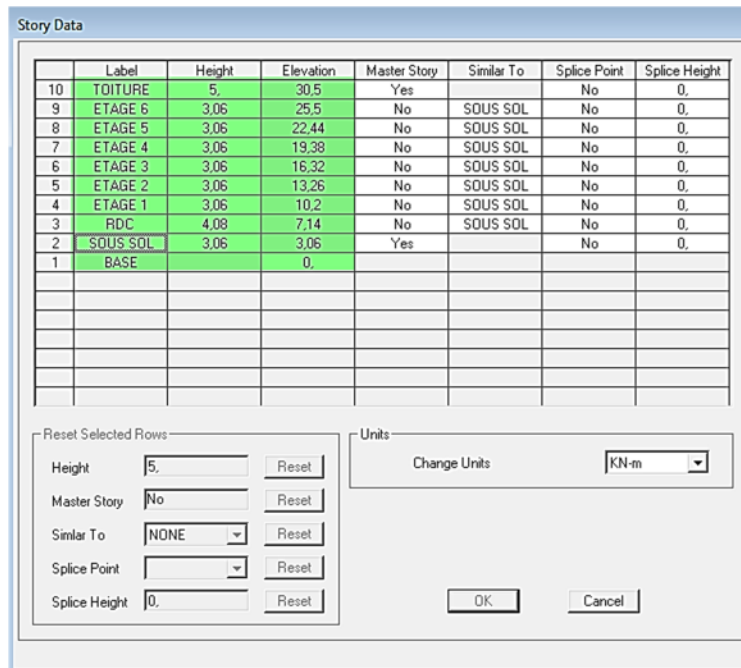 Story Data
Label Height Elevation Master Story Similar To Splice Point Splice Height
10 TOITURE 5, 30,5 Yes No 0,
9 ETAGE 6 3,06 25,5 No SOUS SOL No 0,
8 ETAGE 5 3,06 22,44 No SOUS SOL No 0,
7 ETAGE 4 3,06 19,38 No SOUS SOL No 0,
6 ETAGE 3 3,06 16,32 No SOUS SOL No 0,
5 ETAGE 2 3,06 13,26 No SOUS SOL No 0,
4 ETAGE 1 3,06 10,2 No SOUS SOL No 0,
3 RDC 4,08 7,14 No SOUS SOL No 0,
2 SOUS SOL 3,06 3,06 Yes No 0,
1 BASE 0,
Reset Selected Rows
Height 5, Reset
Master Story No Reset
Simlar To NONE Reset
Splice Point Reset
Splice Height 0, Reset
Units
Change Units KN-m
OK Cancel